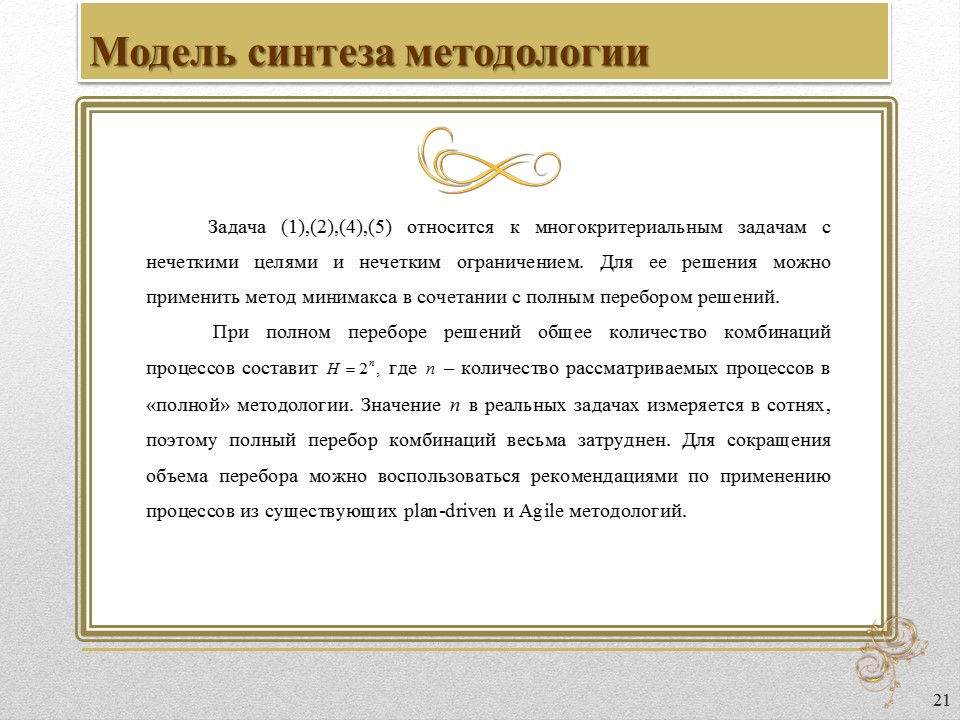 Модель синтеза методологии
Задача (1),(2),(4),(5) относится к многокритериальным задачам с
нечеткими целями и нечетким ограничением. Для ее решения можно
применить метод минимакса в сочетании с полным перебором решений.
При полном переборе решений общее количество комбинаций
процессов составит H = 2ⁿ, где n – количество рассматриваемых процессов в
«полной» методологии. Значение n в реальных задачах измеряется в сотнях,
поэтому полный перебор комбинаций весьма затруднен. Для сокращения
объема перебора можно воспользоваться рекомендациями по применению
процессов из существующих plan-driven и Agile методологий.
21